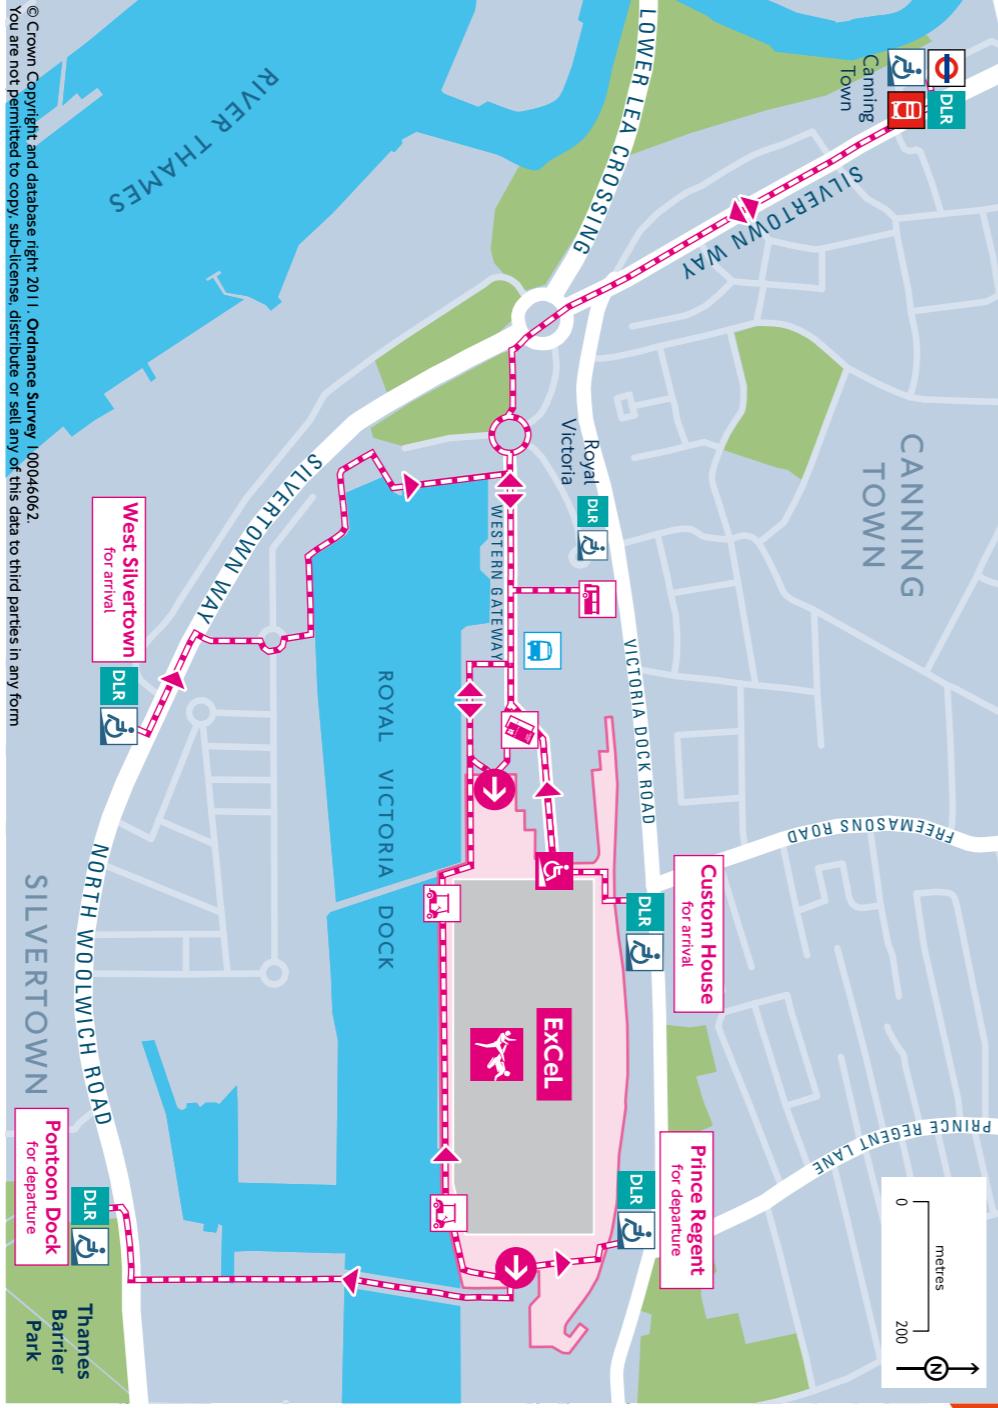 LOWER LEA CROSSING
RIVER THAMES
DLR
Canning
Town
SILVERTOWN WAY
CANNING
TOWN
Royal
Victoria
DLR
SILVERTOWN WAY
WESTERN GATEWAY
VICTORIA DOCK ROAD
FREEMASONS ROAD
West Silvertown
for arrival
DLR
ROYAL VICTORIA DOCK
Custom House
for arrival
DLR
ExCeL
NORTH WOOLWICH ROAD
SILVERTOWN
Prince Regent
for departure
DLR
PRINCE REGENT LANE
Pontoon Dock
for departure
DLR
Thames
Barrier
Park
0
metres
200
N
© Crown Copyright and database right 2011. Ordnance Survey 100046062.
You are not permitted to copy, sub-license, distribute or sell any of this data to third parties in any form